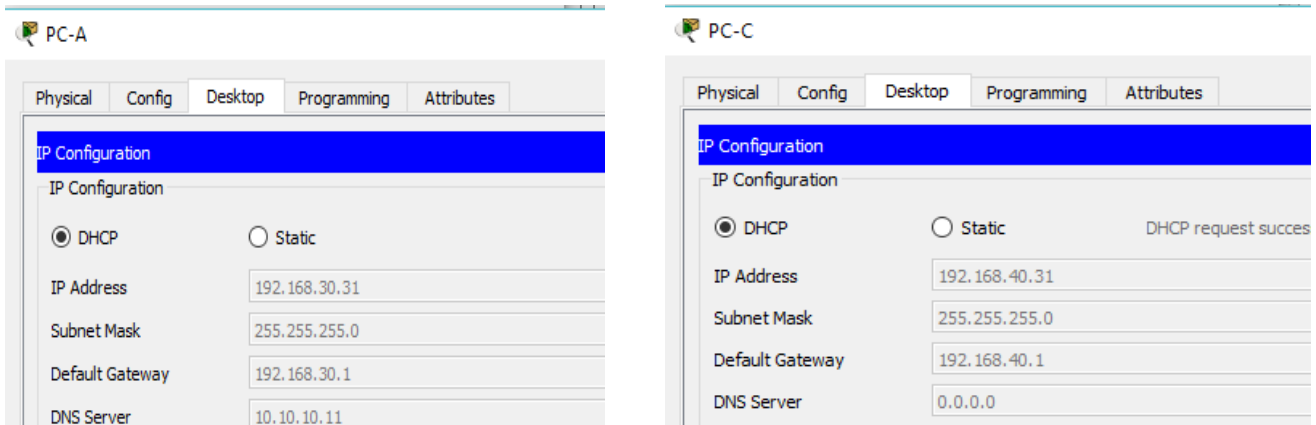 PC-A
Physical Config Desktop Programming Attributes
IP Configuration
IP Configuration
DHCP Static
IP Address 192.168.30.31
Subnet Mask 255.255.255.0
Default Gateway 192.168.30.1
DNS Server 10.10.10.11
PC-C
Physical Config Desktop Programming Attributes
IP Configuration
IP Configuration
DHCP Static DHCP request succes
IP Address 192.168.40.31
Subnet Mask 255.255.255.0
Default Gateway 192.168.40.1
DNS Server 0.0.0.0